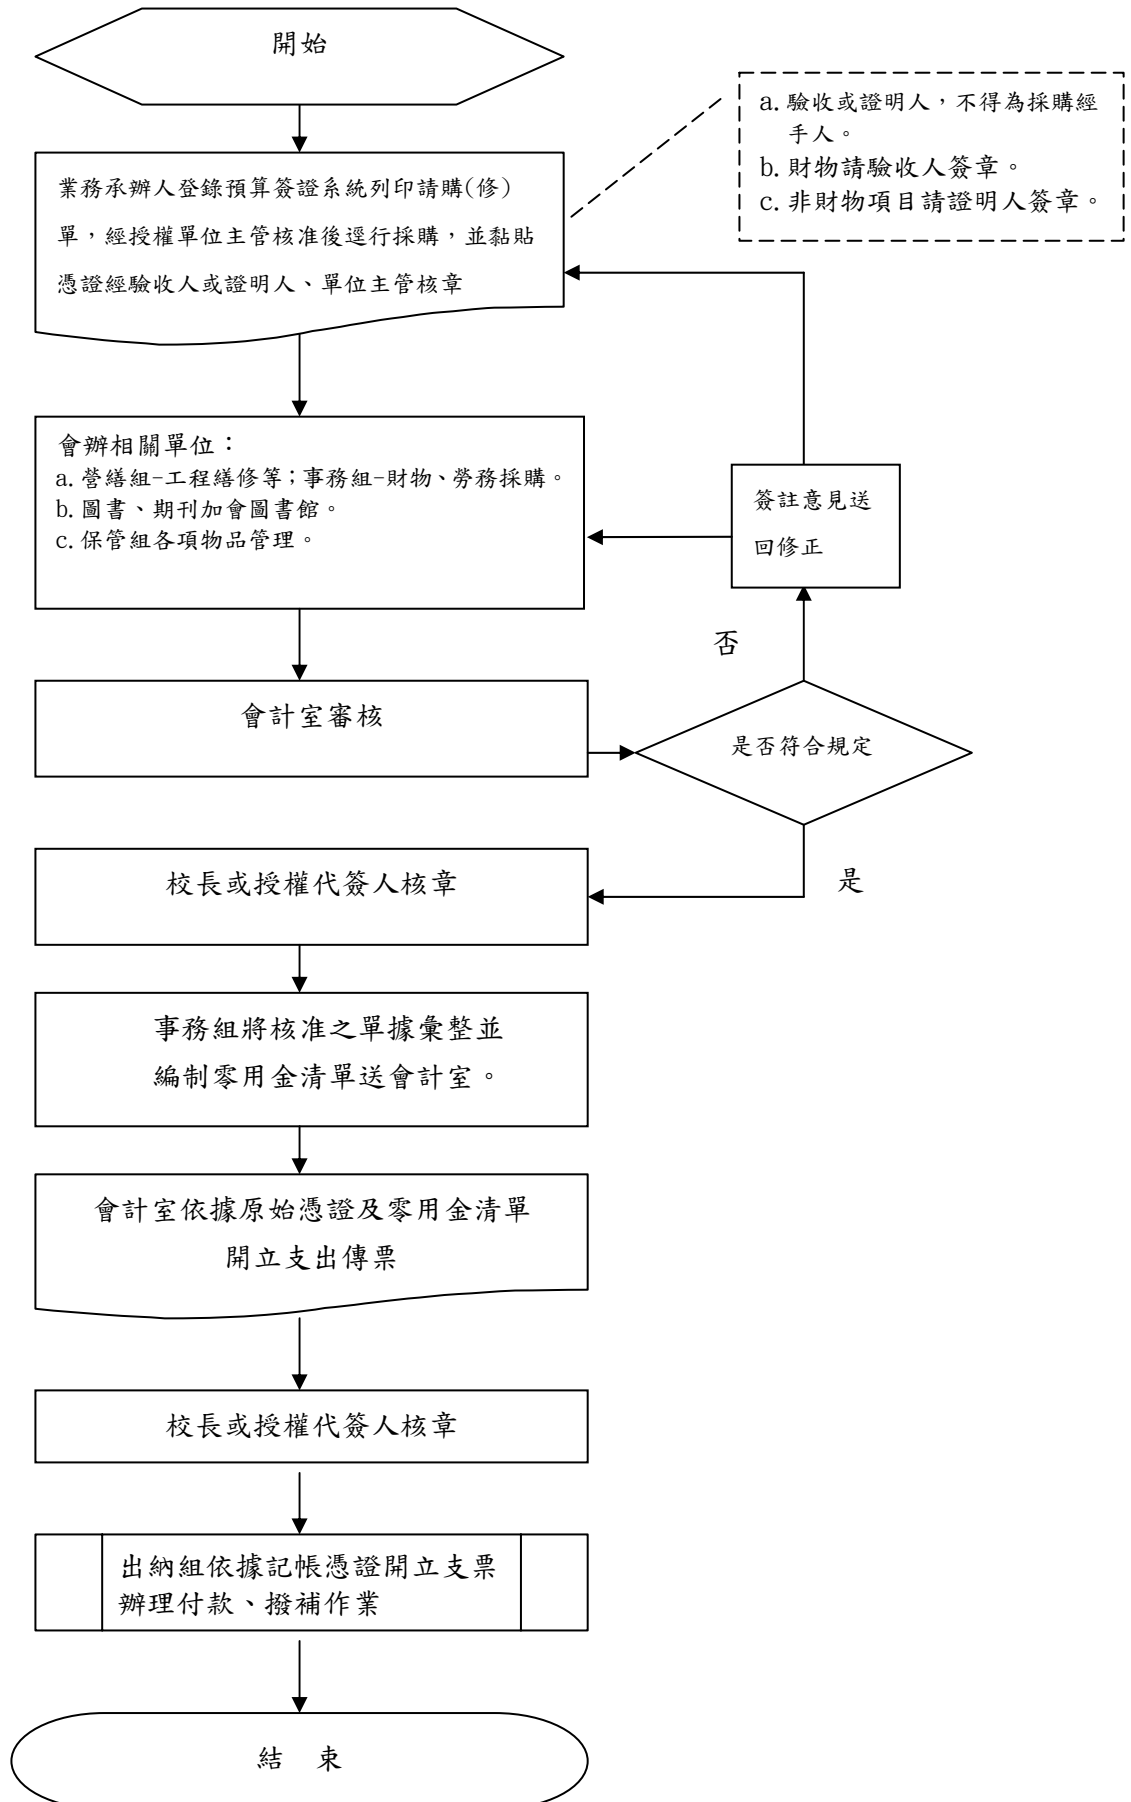 開始
a. 驗收或證明人，不得為採購經
手人。
b. 財物請驗收人簽章。
c. 非財物項目請證明人簽章。
業務承辦人登錄預算簽證系統列印請購(修)
單，經授權單位主管核准後逕行採購，並黏貼
憑證經驗收人或證明人、單位主管核章
會辦相關單位：
a. 營繕組-工程繕修等；事務組-財物、勞務採購。
b. 圖書、期刊加會圖書館。
c. 保管組各項物品管理。
簽註意見送
回修正
否
會計室審核
是否符合規定
是
校長或授權代簽人核章
事務組將核准之單據彙整並
編制零用金清單送會計室。
會計室依據原始憑證及零用金清單
開立支出傳票
校長或授權代簽人核章
出納組依據記帳憑證開立支票
辦理付款、撥補作業
結　束